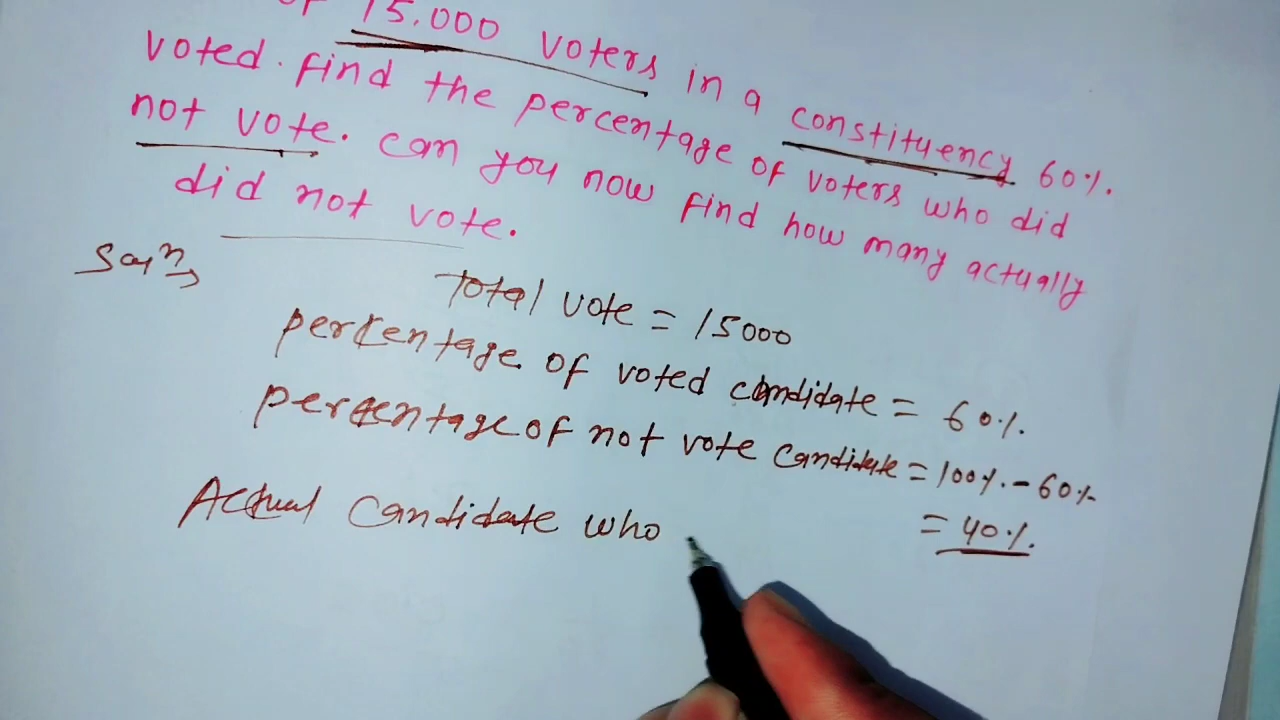 of 15.000 voters in a constituency 60%.
voted. find the percentage of voters who did
not vote. can you now find how many actually
did not vote.
Soln,
Total vote = 15000
percentage of voted candidate = 60%.
percentage of not vote candidate = 100% - 60%
= 40%.
Actual candidate who